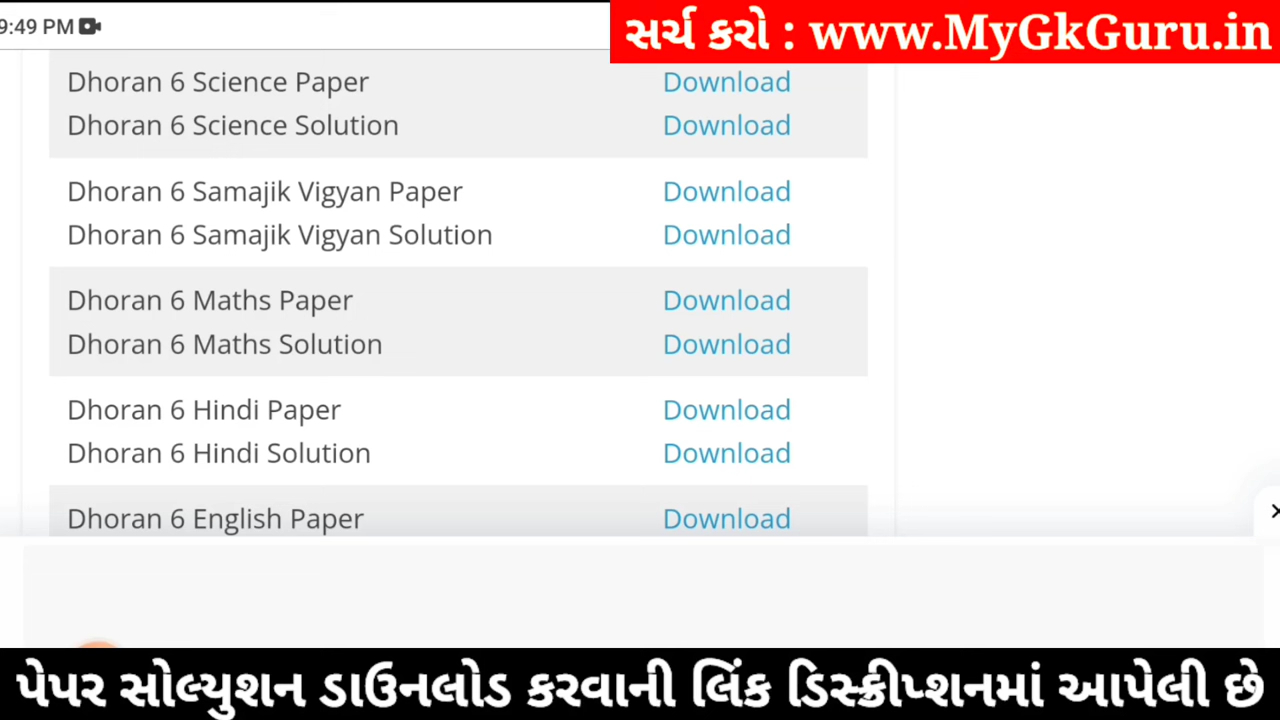 9:49 PM
સર્ચ કરો : www.MyGkGuru.in
Dhoran 6 Science Paper Download
Dhoran 6 Science Solution Download
Dhoran 6 Samajik Vigyan Paper Download
Dhoran 6 Samajik Vigyan Solution Download
Dhoran 6 Maths Paper Download
Dhoran 6 Maths Solution Download
Dhoran 6 Hindi Paper Download
Dhoran 6 Hindi Solution Download
Dhoran 6 English Paper Download
પેપર સોલ્યુશન ડાઉનલોડ કરવાની લિંક ડિસ્ક્રીપ્શનમાં આપેલી છે